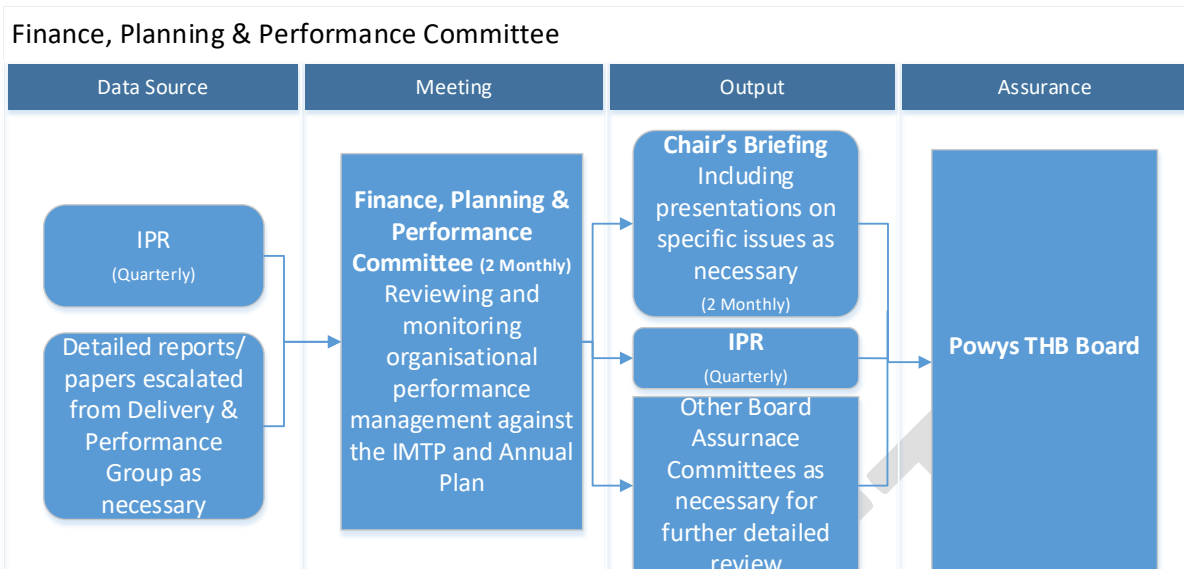 Finance, Planning & Performance Committee
Data Source
Meeting
Output
Assurance
IPR
(Quarterly)
Detailed reports/
papers escalated
from Delivery &
Performance
Group as
necessary
Finance, Planning &
Performance
Committee (2 Monthly)
Reviewing and
monitoring
organisational
performance
management against
the IMTP and Annual
Plan
Chair's Briefing
Including
presentations on
specific issues as
necessary
(2 Monthly)
IPR
(Quarterly)
Other Board
Assurnace
Committees as
necessary for
further detailed
review
Powys THB Board